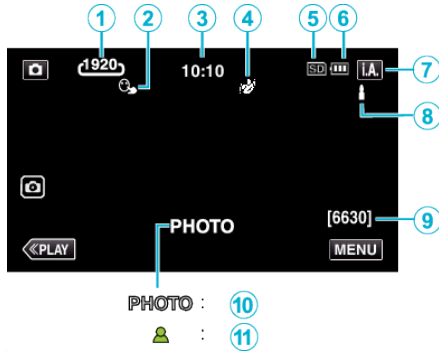 1 2 3 4 5 6
1920 10:10 SD i.A. 7
8
[6630] 9
PHOTO
≪PLAY MENU
PHOTO : 10
: 11